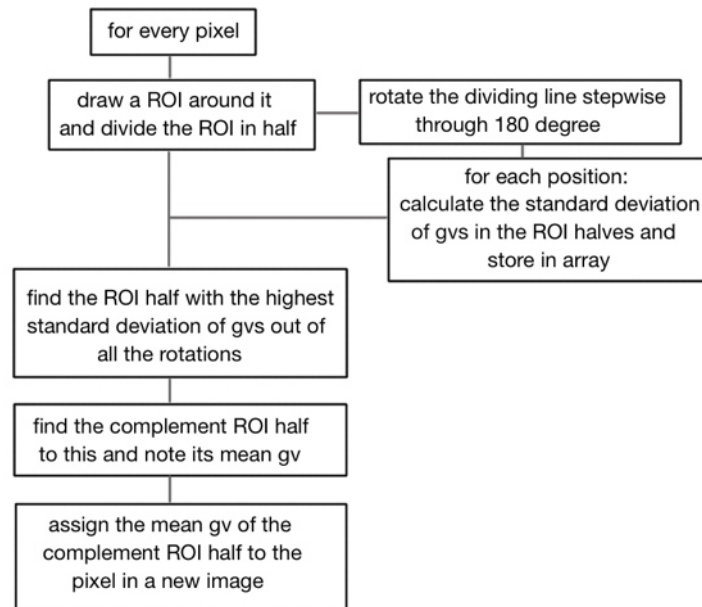 for every pixel
draw a ROI around it
and divide the ROI in half
rotate the dividing line stepwise
through 180 degree
for each position:
calculate the standard deviation
of gvs in the ROI halves and
store in array
find the ROI half with the highest
standard deviation of gvs out of
all the rotations
find the complement ROI half
to this and note its mean gv
assign the mean gv of the
complement ROI half to the
pixel in a new image